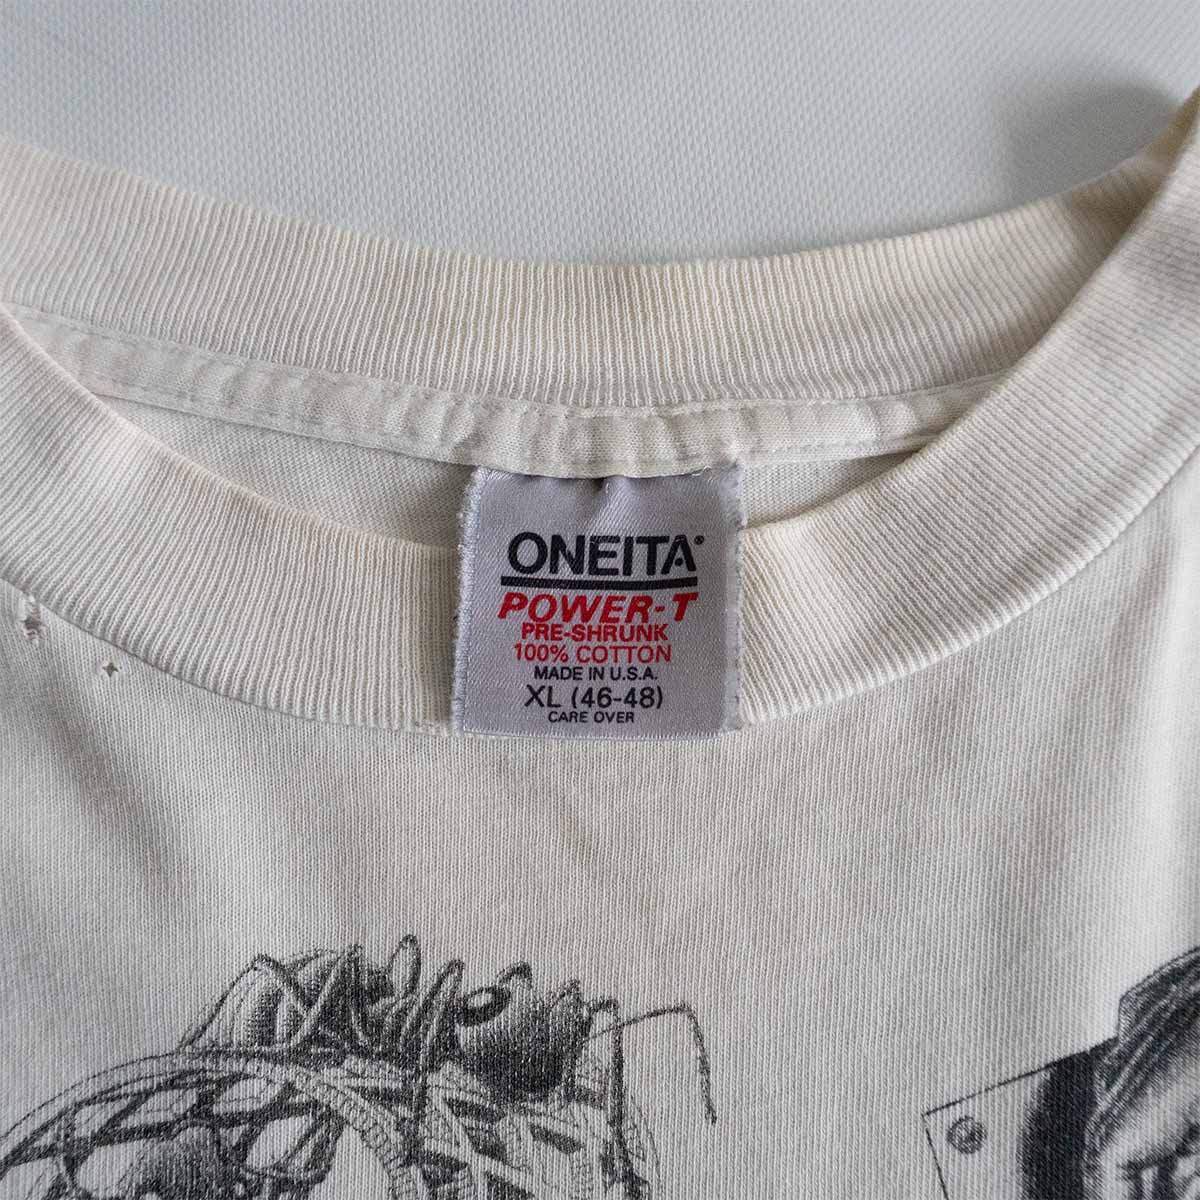 ONEITA®
POWER-T
PRE-SHRUNK
100% COTTON
MADE IN U.S.A.
XL (46-48)
CARE OVER